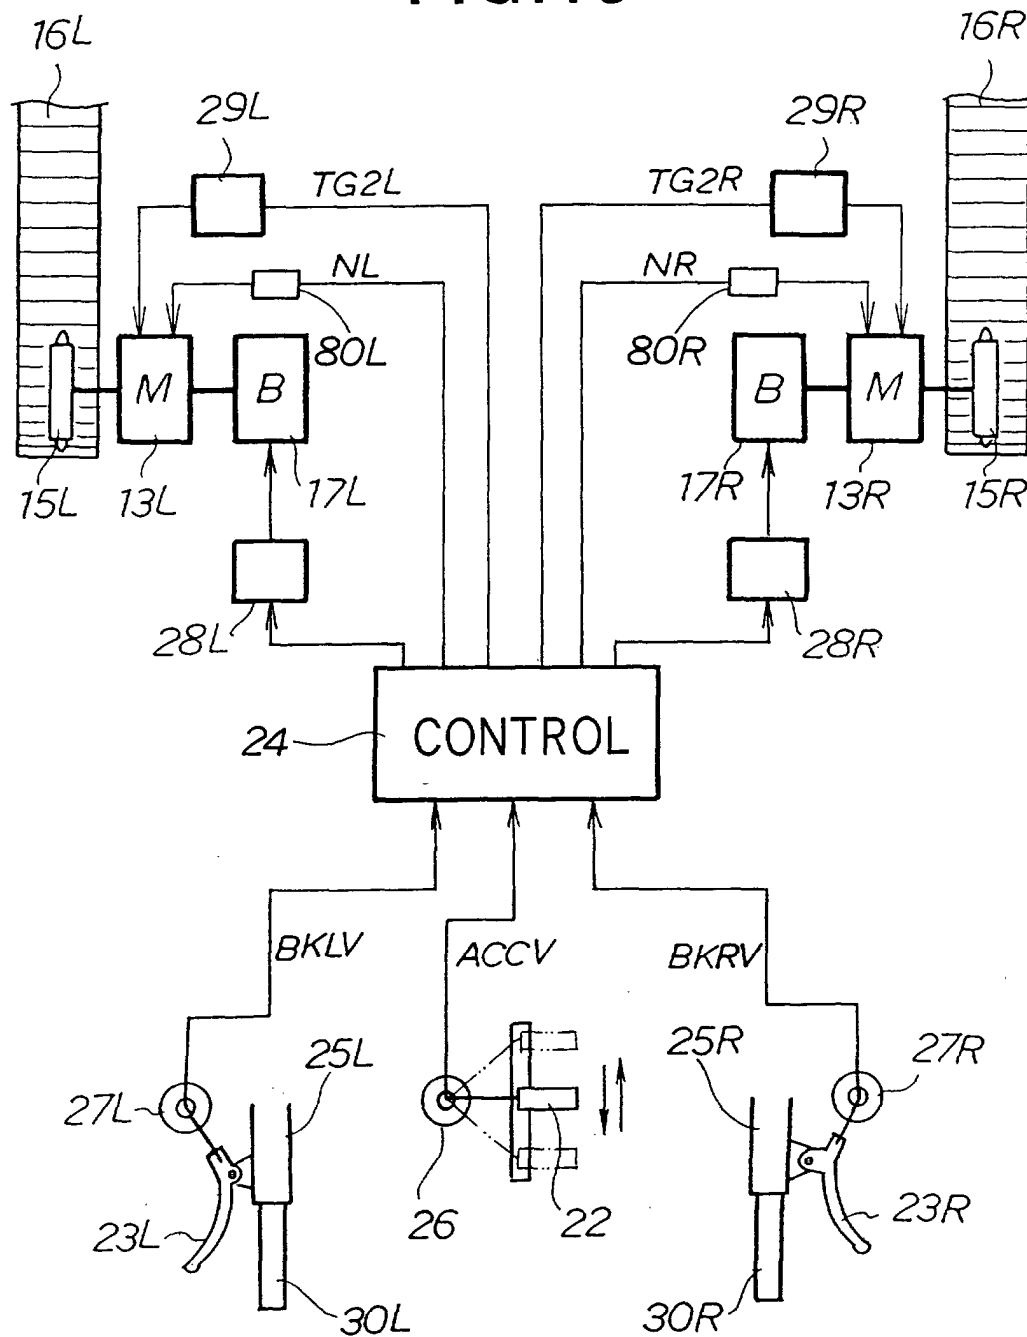 16L 16R
29L 29R
TG2L TG2R
NL NR
80L 80R
M B B M
15L 13L 17L 17R 13R 15R
28L 28R
24 CONTROL
BKLV ACCV BKRV
25L 25R
27L 27R
26 22
23L 23R
30L 30R